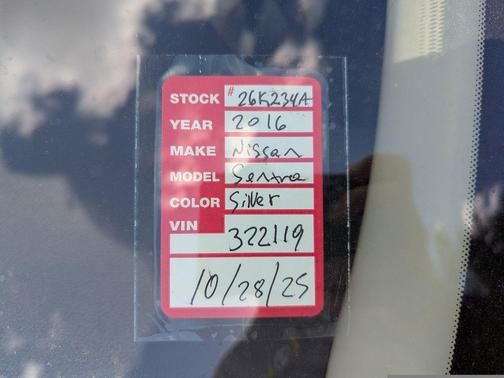 STOCK # 26K234A
YEAR 2016
MAKE Nissan
MODEL Sentra
COLOR Silver
VIN 322119
10/28/25